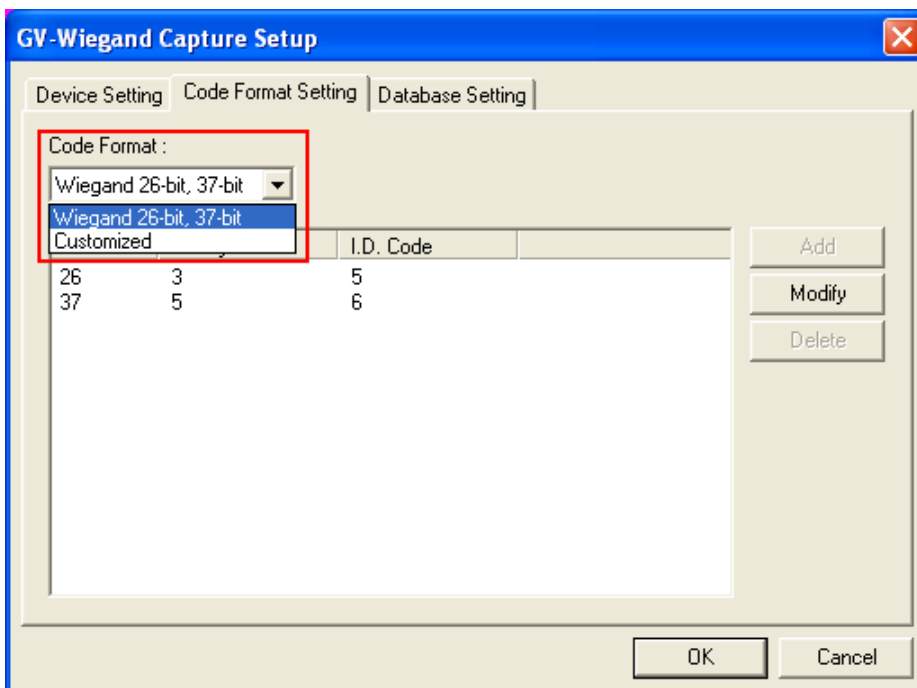 GV-Wiegand Capture Setup
Device Setting Code Format Setting Database Setting
Code Format :
Wiegand 26-bit, 37-bit
Wiegand 26-bit, 37-bit
Customized
I.D. Code
Add
26 3 5
37 5 6
Modify
Delete
OK Cancel